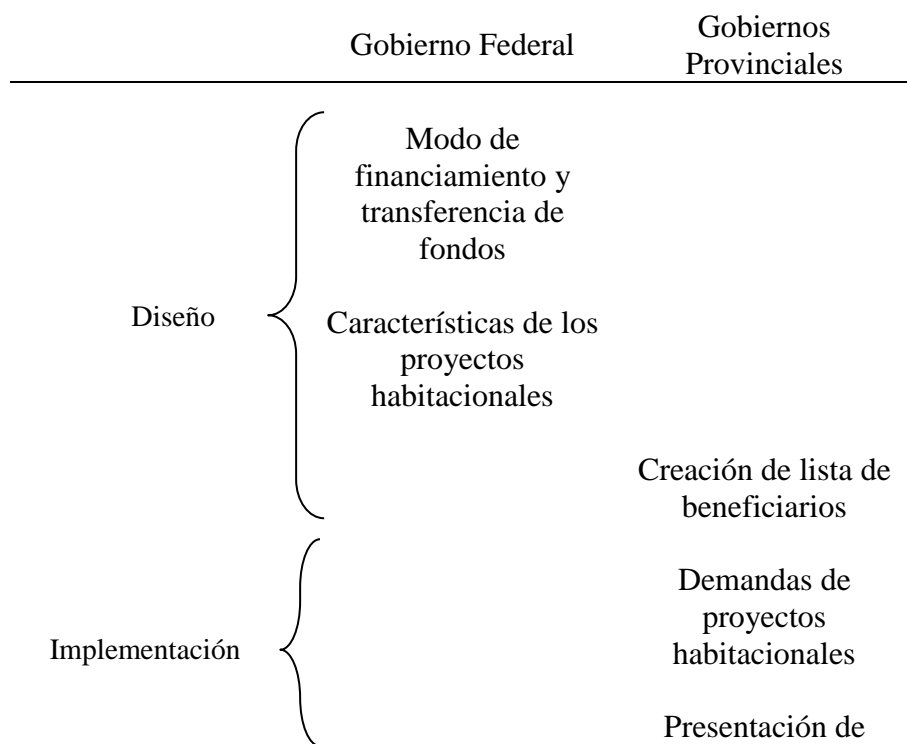 Gobierno Federal
Gobiernos
Provinciales
Diseño
Modo de
financiamiento y
transferencia de
fondos
Características de los
proyectos
habitacionales
Creación de lista de
beneficiarios
Implementación
Demandas de
proyectos
habitacionales
Presentación de